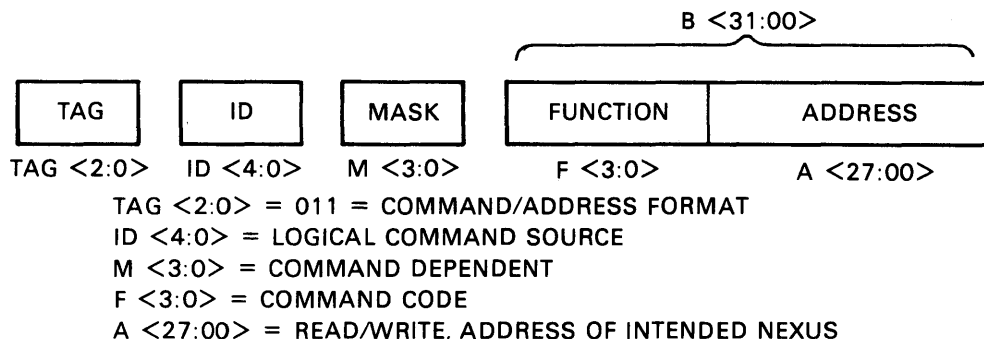 B <31:00>
TAG ID MASK FUNCTION ADDRESS
TAG <2:0> ID <4:0> M <3:0> F <3:0> A <27:00>
TAG <2:0> = 011 = COMMAND/ADDRESS FORMAT
ID <4:0> = LOGICAL COMMAND SOURCE
M <3:0> = COMMAND DEPENDENT
F <3:0> = COMMAND CODE
A <27:00> = READ/WRITE, ADDRESS OF INTENDED NEXUS